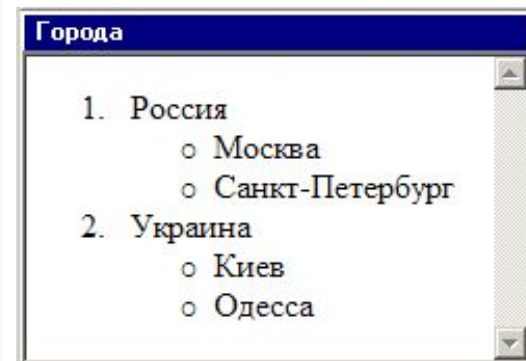 Города
1. Россия
o Москва
o Санкт-Петербург
2. Украина
o Киев
o Одесса